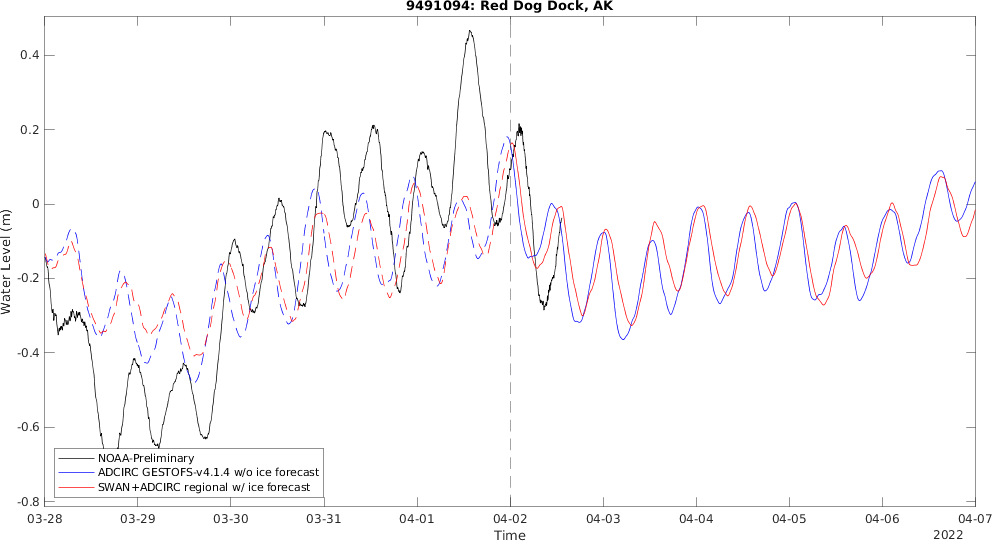 9491094: Red Dog Dock, AK
Water Level (m)
0.4
0.2
0
-0.2
-0.4
-0.6
-0.8
NOAA-Preliminary
ADCIRC GESTOFS-v4.1.4 w/o ice forecast
SWAN+ADCIRC regional w/ ice forecast
03-28 03-29 03-30 03-31 04-01 04-02 04-03 04-04 04-05 04-06 04-07
Time
2022